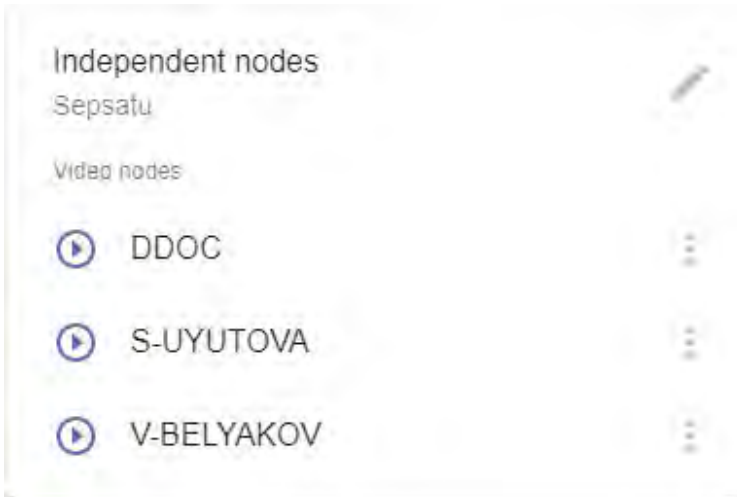 Independent nodes
Sepsatu
Video nodes
DDOC
S-UYUTOVA
V-BELYAKOV